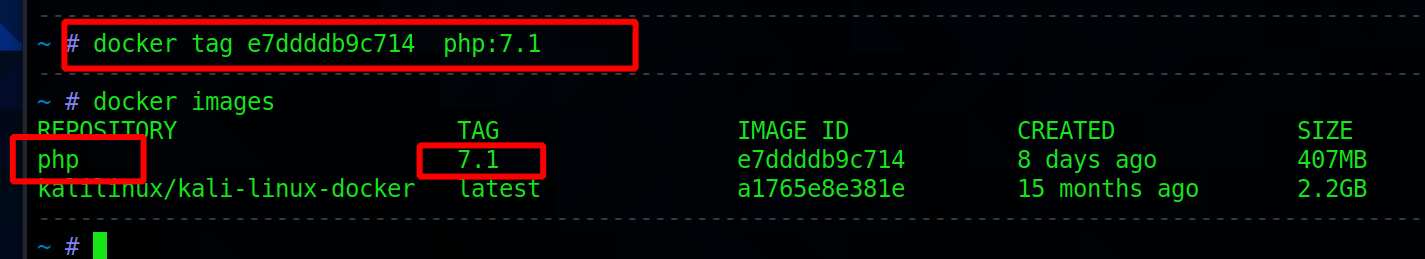 ~ # docker tag e7ddddb9c714  php:7.1
~ # docker images
REPOSITORY TAG IMAGE ID CREATED SIZE
php 7.1 e7ddddb9c714 8 days ago 407MB
kalilinux/kali-linux-docker latest a1765e8e381e 15 months ago 2.2GB
~ #